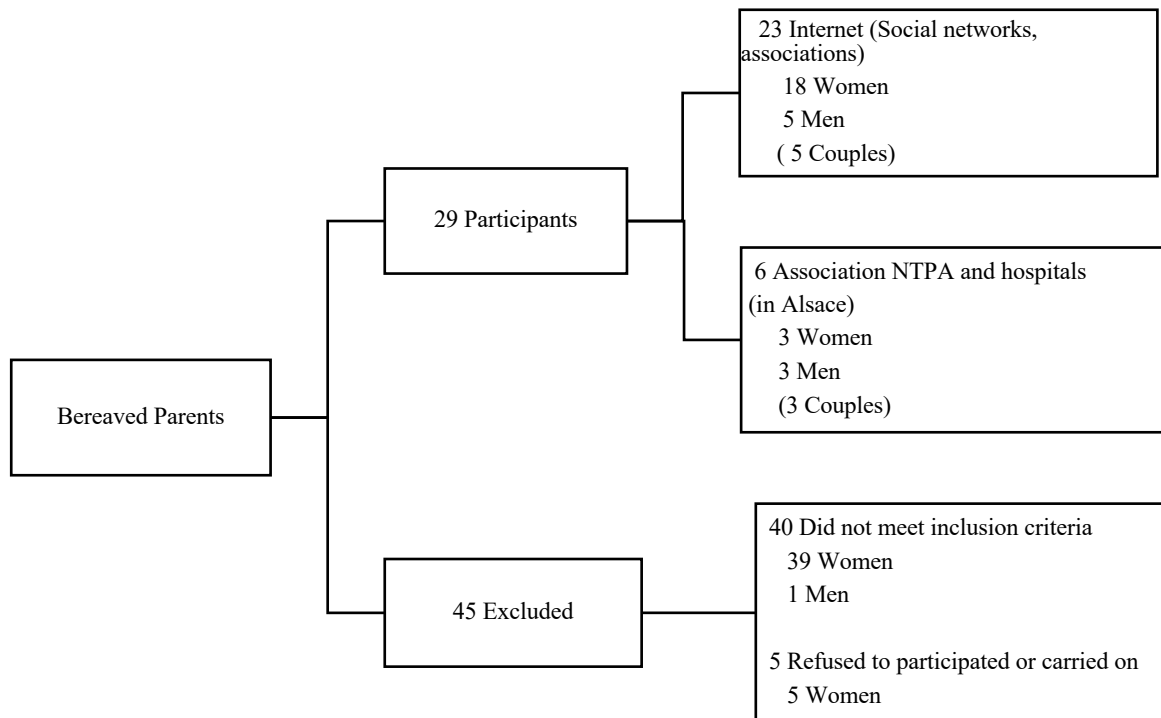 23 Internet (Social networks,
associations)
18 Women
5 Men
( 5 Couples)
29 Participants
6 Association NTPA and hospitals
(in Alsace)
3 Women
3 Men
(3 Couples)
Bereaved Parents
40 Did not meet inclusion criteria
39 Women
1 Men
45 Excluded
5 Refused to participated or carried on
5 Women